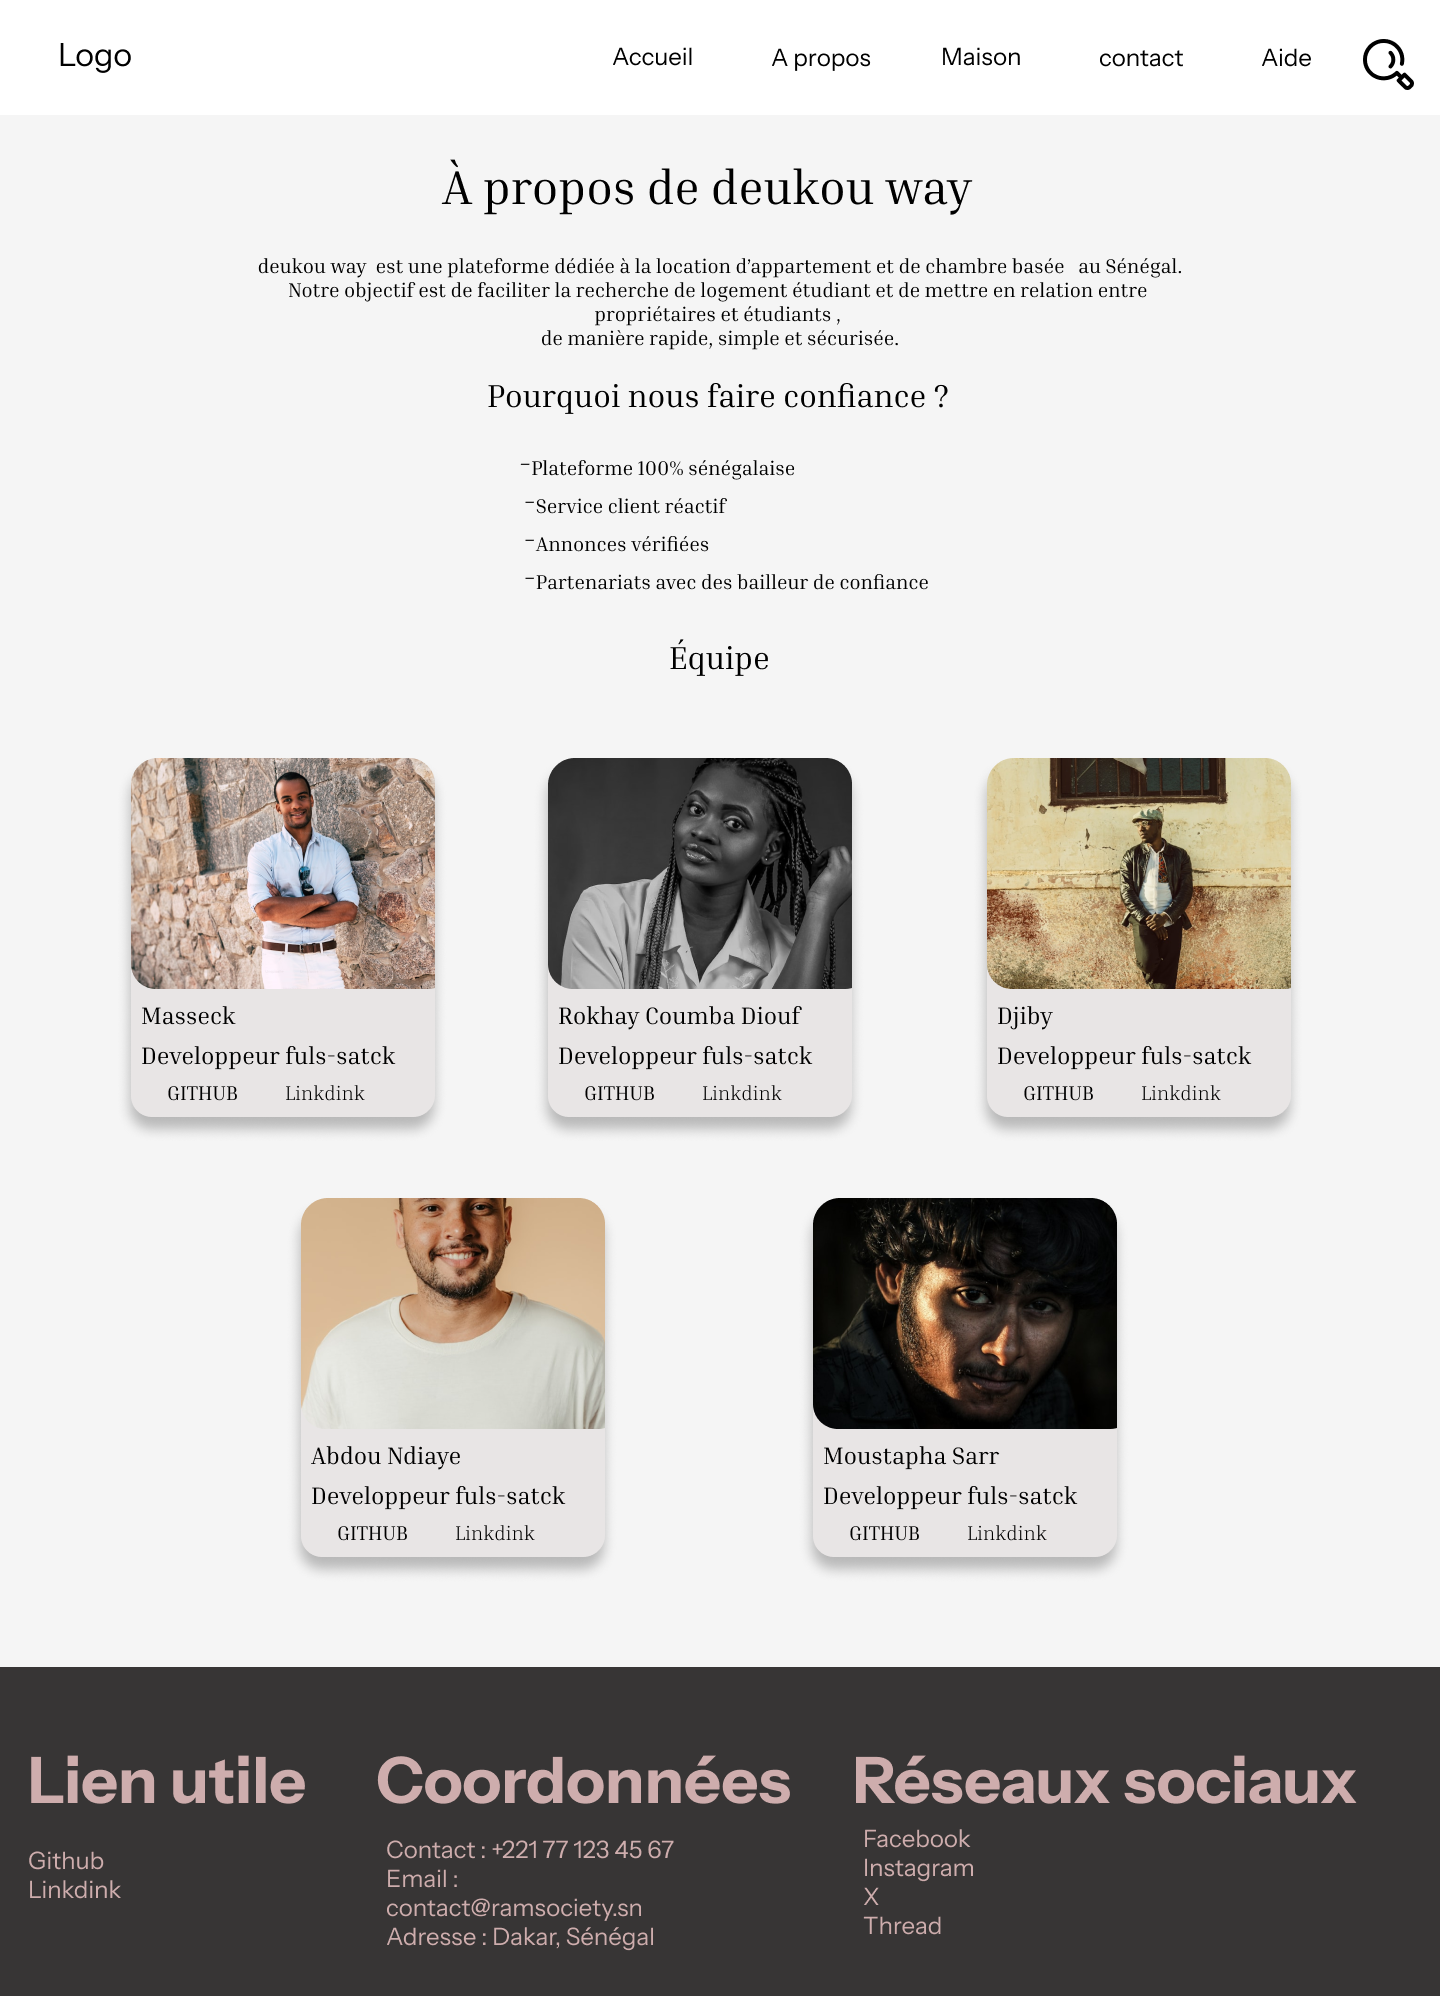 Logo
Accueil
A propos
Maison
contact
Aide
À propos de deukou way
deukou way est une plateforme dédiée à la location d’appartement et de chambre basée au Sénégal.
Notre objectif est de faciliter la recherche de logement étudiant et de mettre en relation entre
propriétaires et étudiants ,
de manière rapide, simple et sécurisée.
Pourquoi nous faire confiance ?
-Plateforme 100% sénégalaise
-Service client réactif
-Annonces vérifiées
-Partenariats avec des bailleur de confiance
Équipe
Masseck
Developpeur fuls-satck
GITHUB Linkdink
Rokhay Coumba Diouf
Developpeur fuls-satck
GITHUB Linkdink
Djiby
Developpeur fuls-satck
GITHUB Linkdink
Abdou Ndiaye
Developpeur fuls-satck
GITHUB Linkdink
Moustapha Sarr
Developpeur fuls-satck
GITHUB Linkdink
Lien utile
Github
Linkdink
Coordonnées
Contact : +221 77 123 45 67
Email :
contact@ramsociety.sn
Adresse : Dakar, Sénégal
Réseaux sociaux
Facebook
Instagram
X
Thread